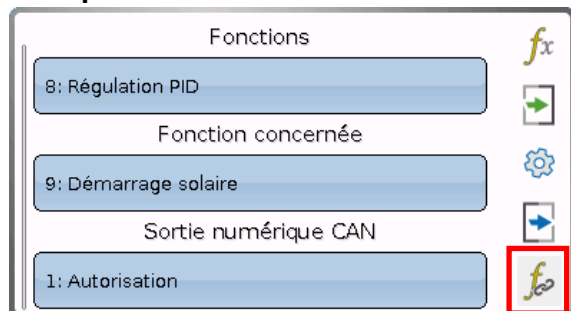 Fonctions
8: Régulation PID
Fonction concernée
9: Démarrage solaire
Sortie numérique CAN
1: Autorisation